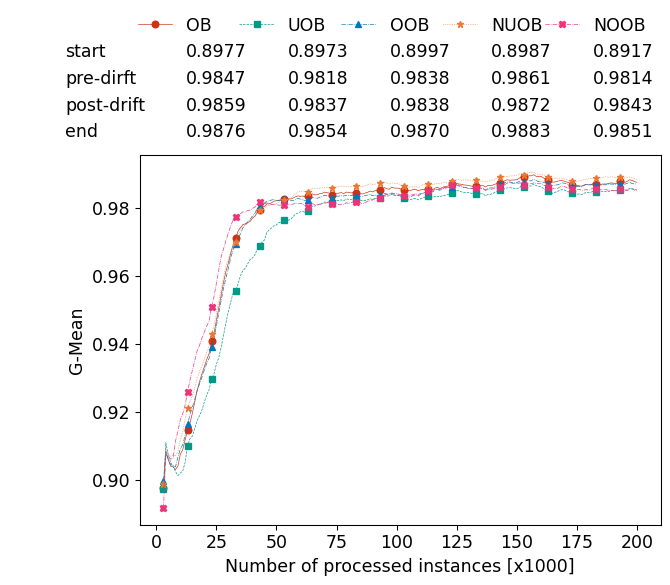 OB UOB OOB NUOB NOOB
start 0.8977 0.8973 0.8997 0.8987 0.8917
pre-dirft 0.9847 0.9818 0.9838 0.9861 0.9814
post-drift 0.9859 0.9837 0.9838 0.9872 0.9843
end 0.9876 0.9854 0.9870 0.9883 0.9851
0.98
0.96
0.94
0.92
0.90
G-Mean
0 25 50 75 100 125 150 175 200
Number of processed instances [x1000]